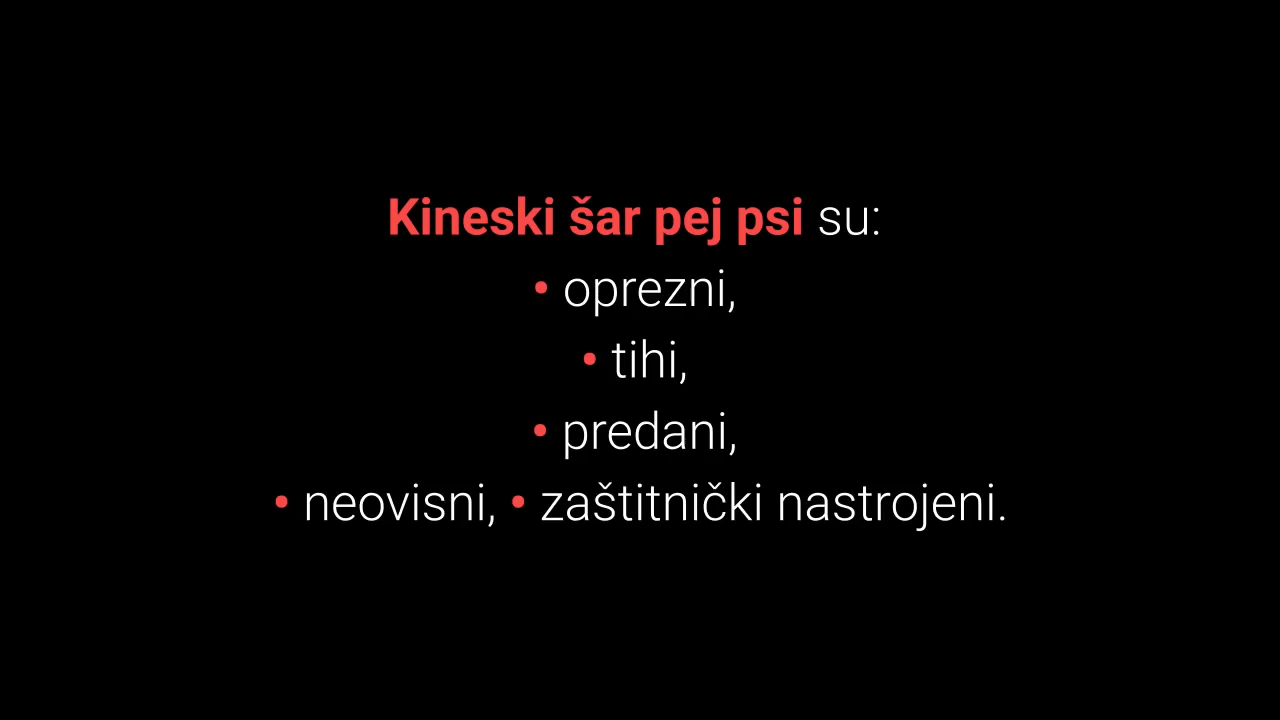 Kineski šar pej psi su:
• oprezni,
• tihi,
• predani,
• neovisni, • zaštitnički nastrojeni.